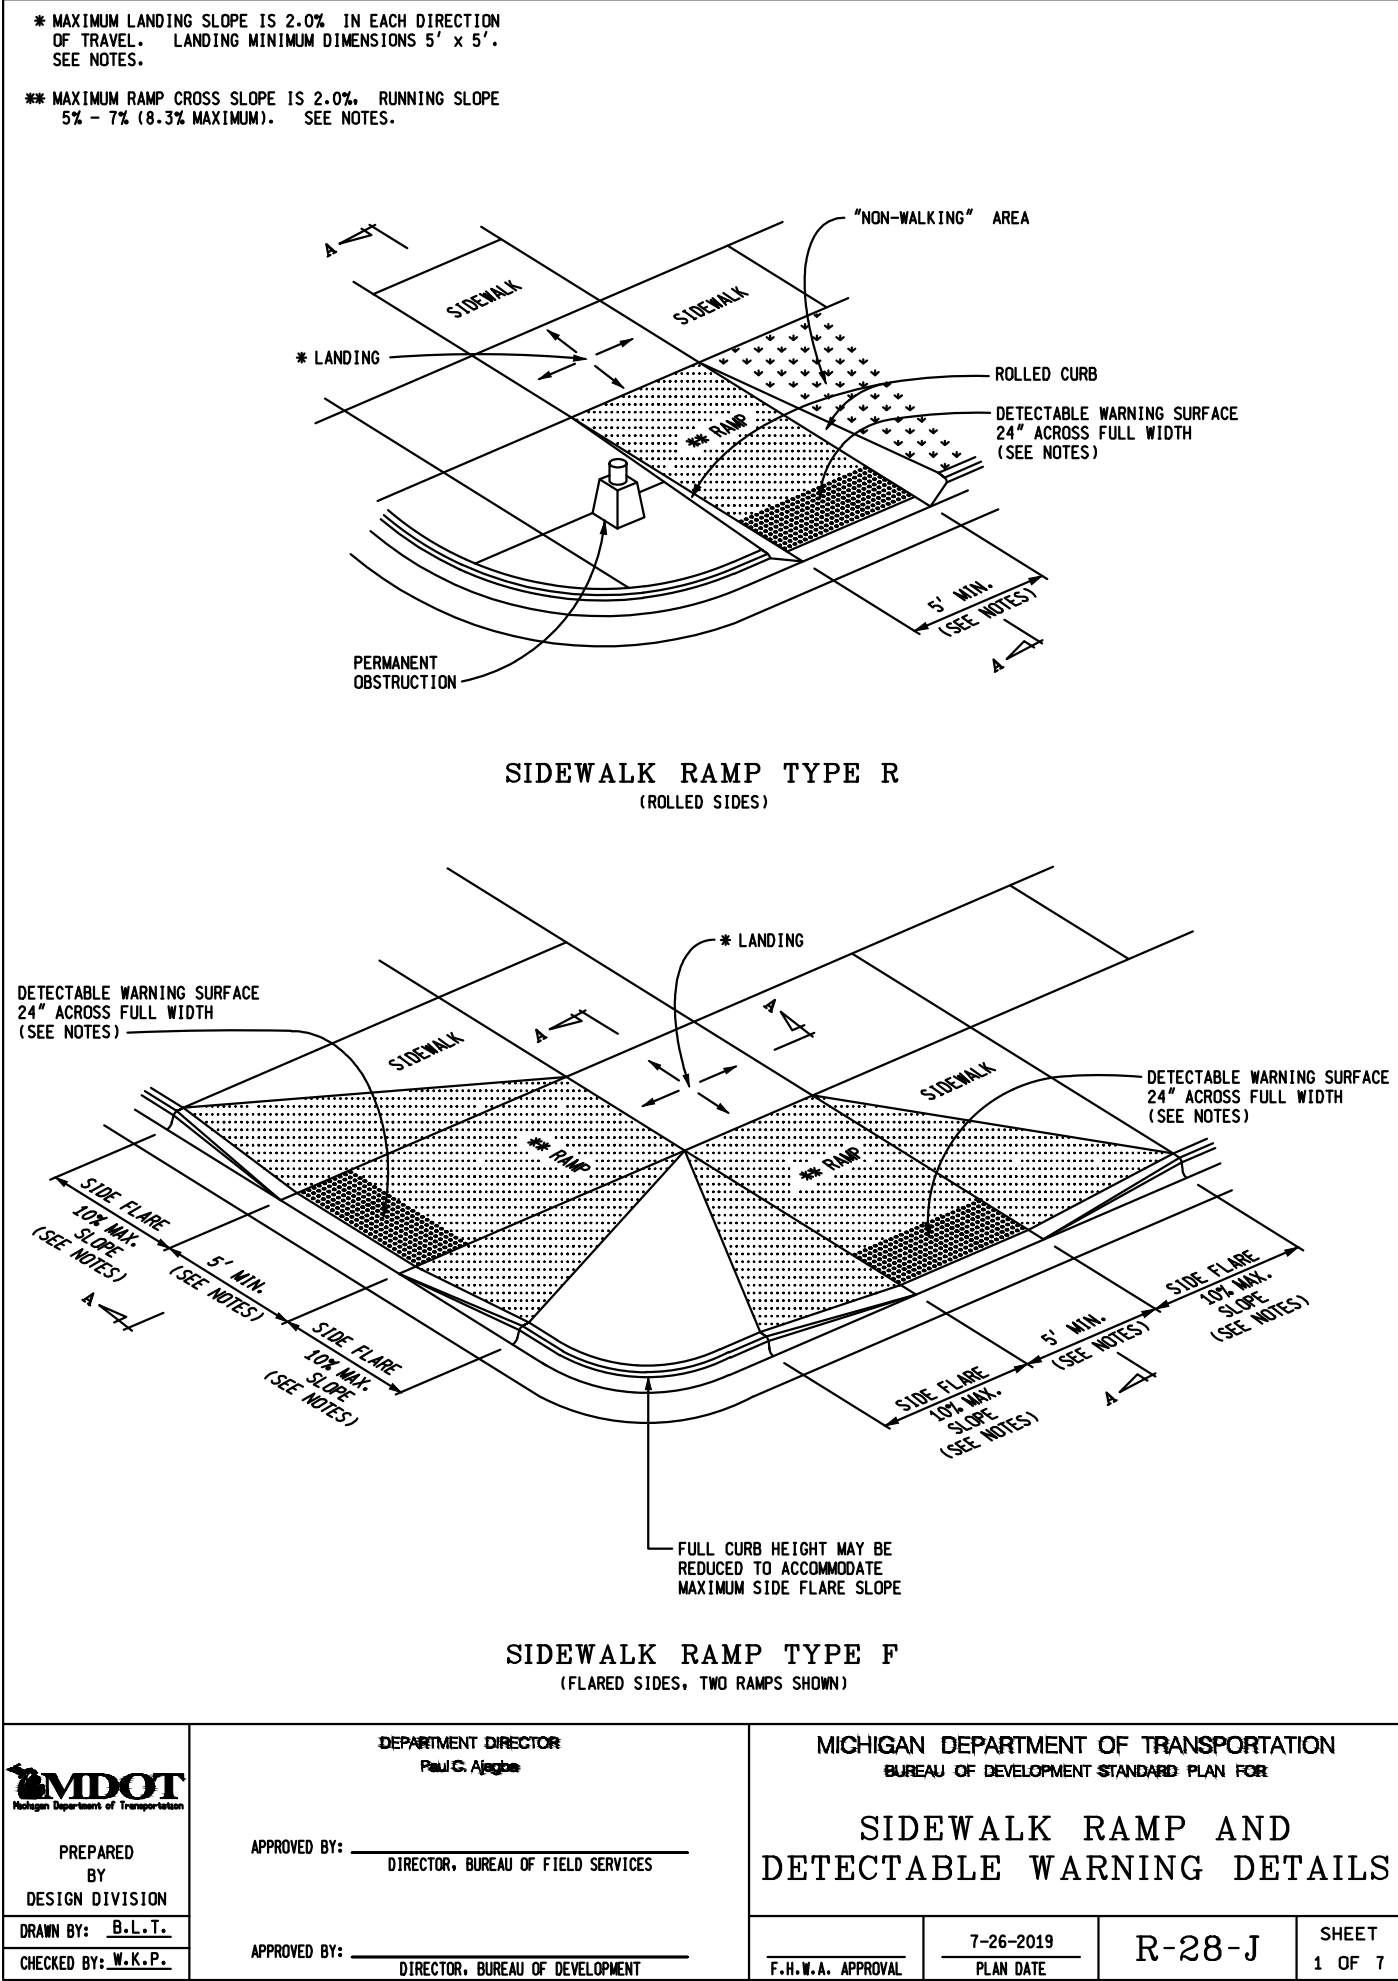 * MAXIMUM LANDING SLOPE IS 2.0% IN EACH DIRECTION
OF TRAVEL. LANDING MINIMUM DIMENSIONS 5' x 5'.
SEE NOTES.
** MAXIMUM RAMP CROSS SLOPE IS 2.0%. RUNNING SLOPE
5% - 7% (8.3% MAXIMUM). SEE NOTES.
"NON-WALKING" AREA
A
SIDEWALK
SIDEWALK
* LANDING
ROLLED CURB
DETECTABLE WARNING SURFACE
24" ACROSS FULL WIDTH
(SEE NOTES)
** RAMP
5' MIN.
(SEE NOTES)
A
PERMANENT
OBSTRUCTION
SIDEWALK RAMP TYPE R
(ROLLED SIDES)
* LANDING
DETECTABLE WARNING SURFACE
24" ACROSS FULL WIDTH
(SEE NOTES)
A
A
SIDEWALK
SIDEWALK
DETECTABLE WARNING SURFACE
24" ACROSS FULL WIDTH
(SEE NOTES)
** RAMP
** RAMP
SIDE FLARE
10% MAX.
SLOPE
(SEE NOTES)
5' MIN.
(SEE NOTES)
A
SIDE FLARE
10% MAX.
SLOPE
(SEE NOTES)
SIDE FLARE
10% MAX.
SLOPE
(SEE NOTES)
5' MIN.
(SEE NOTES)
A
SIDE FLARE
10% MAX.
SLOPE
(SEE NOTES)
FULL CURB HEIGHT MAY BE
REDUCED TO ACCOMMODATE
MAXIMUM SIDE FLARE SLOPE
SIDEWALK RAMP TYPE F
(FLARED SIDES, TWO RAMPS SHOWN)
MDOT
Michigan Department of Transportation
PREPARED
BY
DESIGN DIVISION
DRAWN BY: B.L.T.
CHECKED BY: W.K.P.
DEPARTMENT DIRECTOR
Paul C. Ajegba
APPROVED BY:
DIRECTOR, BUREAU OF FIELD SERVICES
APPROVED BY:
DIRECTOR, BUREAU OF DEVELOPMENT
MICHIGAN DEPARTMENT OF TRANSPORTATION
BUREAU OF DEVELOPMENT STANDARD PLAN FOR
SIDEWALK RAMP AND
DETECTABLE WARNING DETAILS
F.H.W.A. APPROVAL
7-26-2019
PLAN DATE
R-28-J
SHEET
1 OF 7